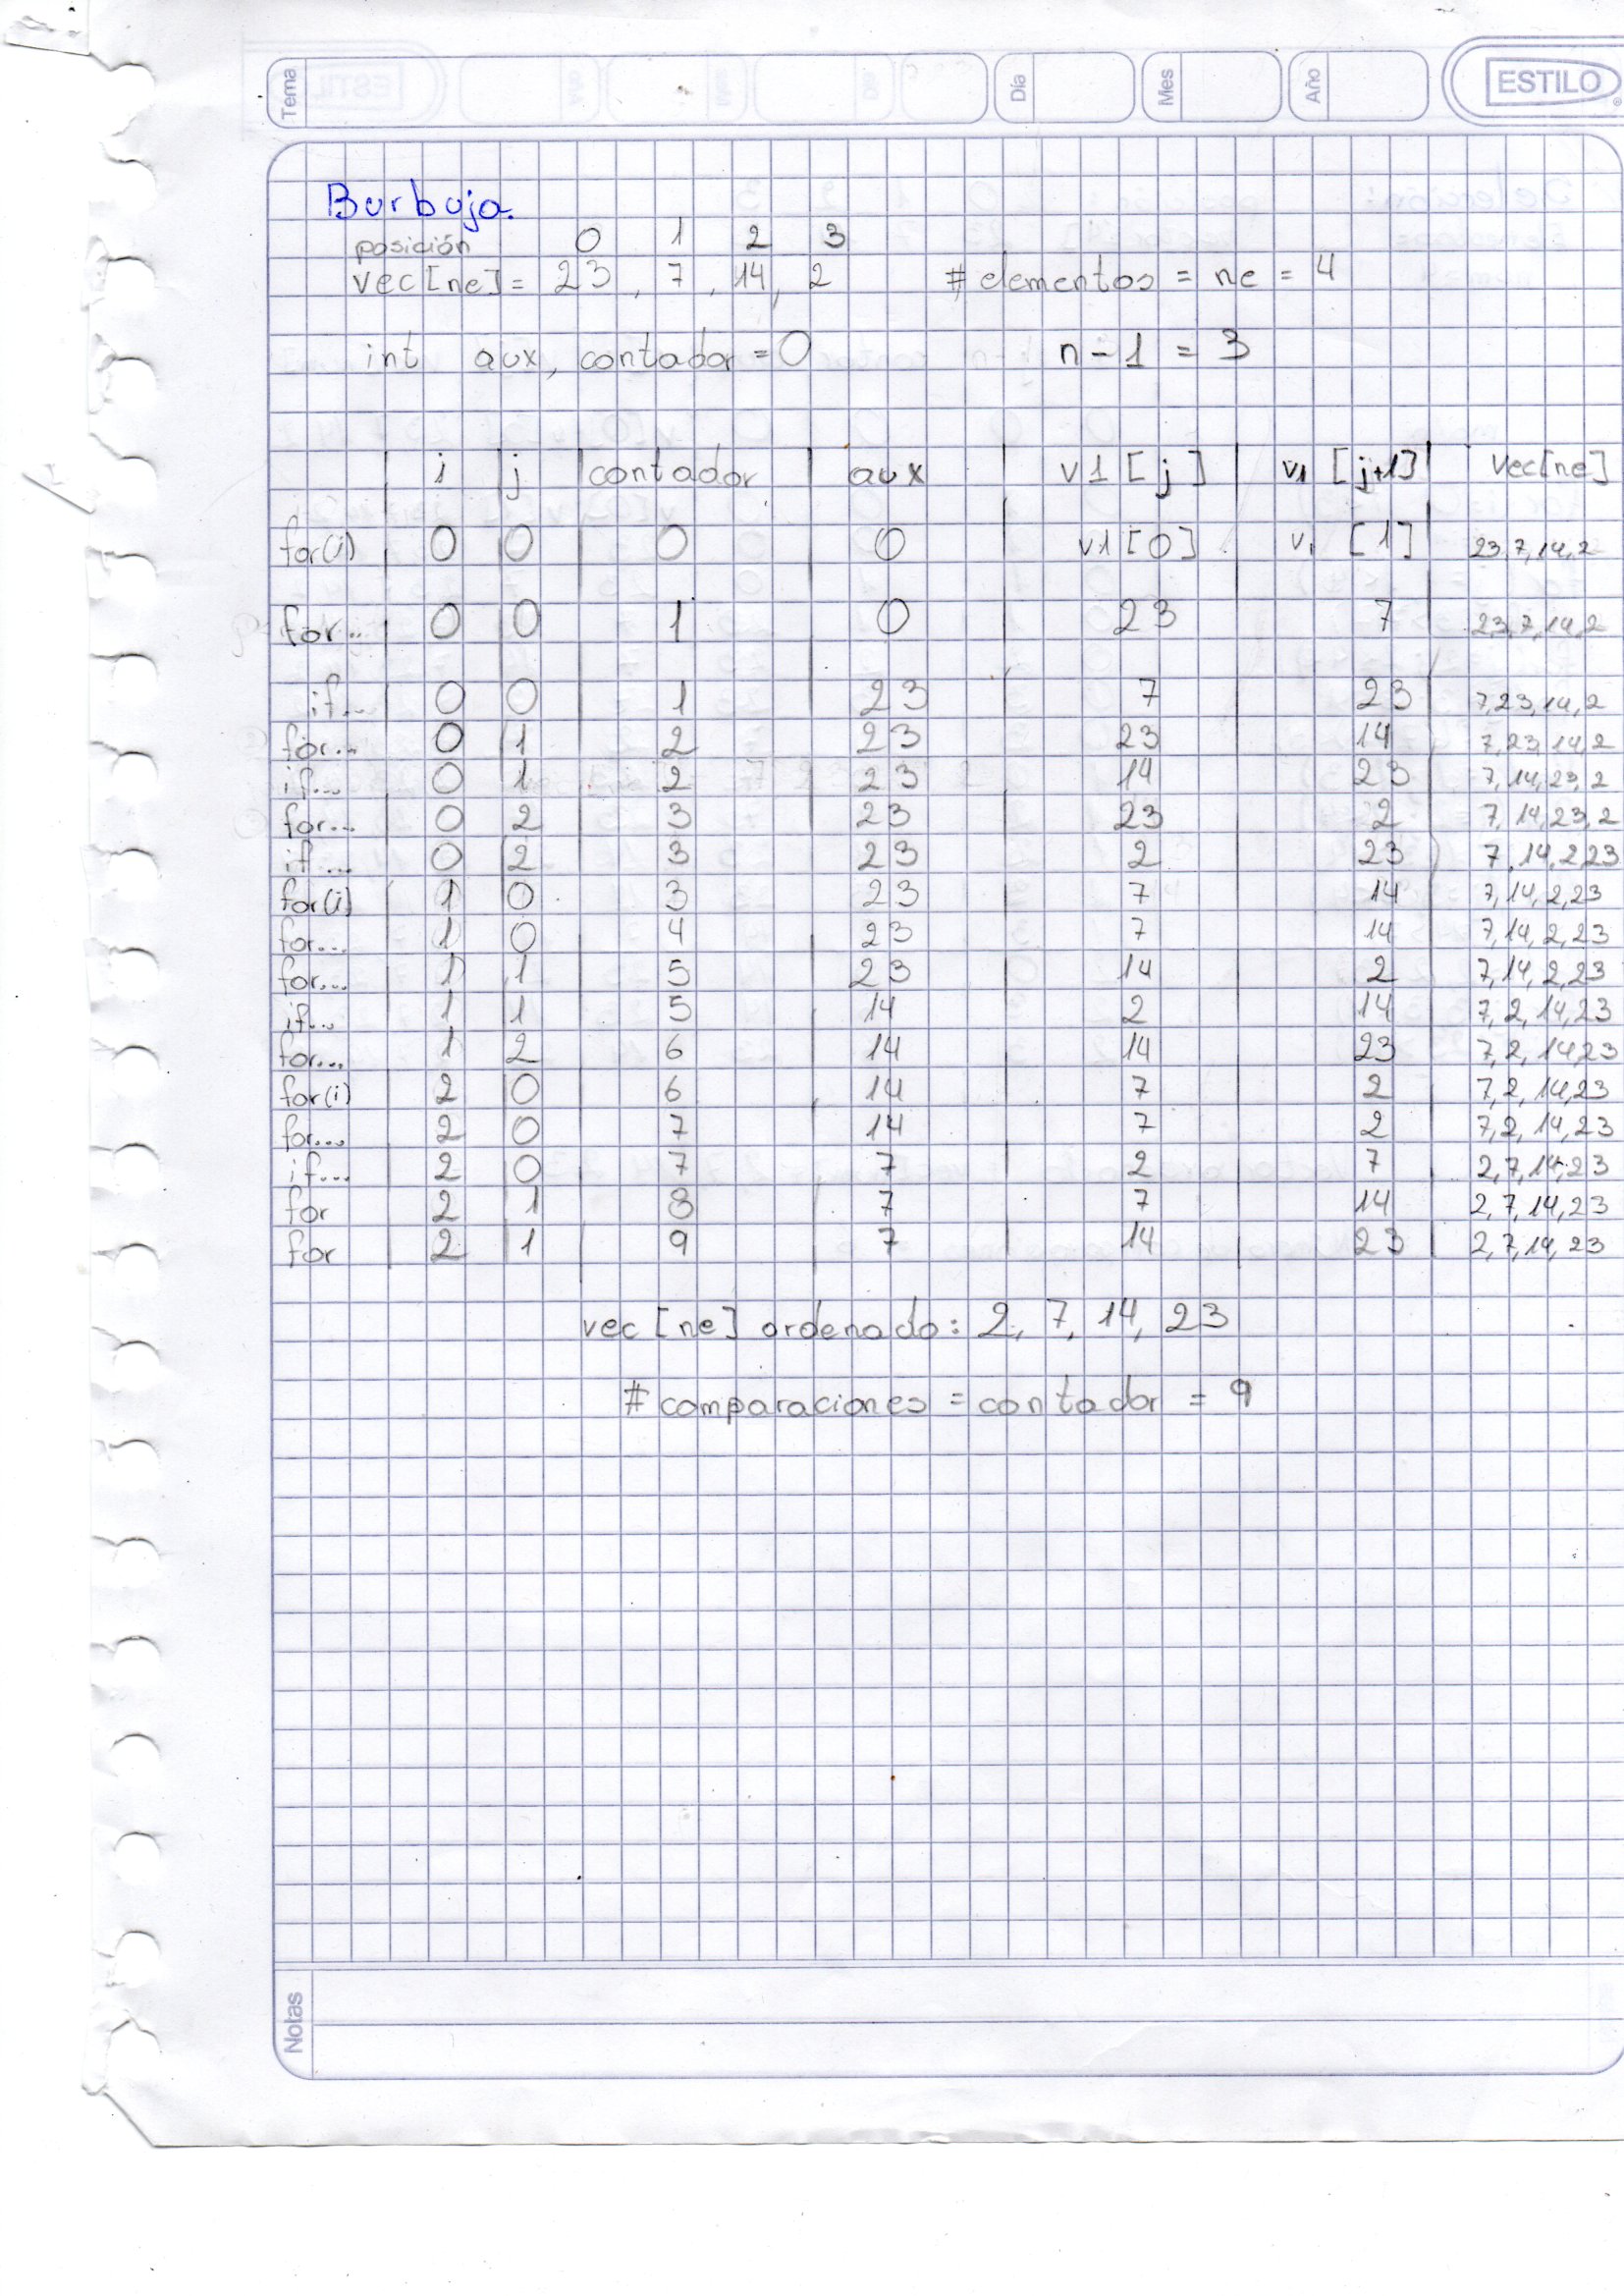 Tema Día Mes Año ESTILO
Burbuja.
posición 0 1 2 3
vec[ne] = 23, 7, 14, 2 # elementos = ne = 4
int aux, contador = 0 n - 1 = 3
i j contador aux v1 [j] v1 [j+1] vec[ne]
for(i) 0 0 0 0 v1 [0] v1 [1] 23,7,14,2
for... 0 0 1 0 23 7 23,7,14,2
if... 0 0 1 23 7 23 7,23,14,2
for... 0 1 2 23 23 14 7,23,14,2
if... 0 1 2 23 14 23 7,14,23,2
for... 0 2 3 23 23 2 7,14,23,2
if... 0 2 3 23 2 23 7,14,2,23
for(i) 1 0 3 23 7 14 7,14,2,23
for... 1 0 4 23 7 14 7,14,2,23
for... 1 1 5 23 14 2 7,14,2,23
if... 1 1 5 14 2 14 7,2,14,23
for... 1 2 6 14 14 23 7,2,14,23
for(i) 2 0 6 14 7 2 7,2,14,23
for... 2 0 7 14 7 2 7,2,14,23
if... 2 0 7 7 2 7 2,7,14,23
for 2 1 8 7 7 14 2,7,14,23
for 2 1 9 7 14 23 2,7,14,23
vec [ne] ordenado: 2, 7, 14, 23
# comparaciones = contador = 9
Notas